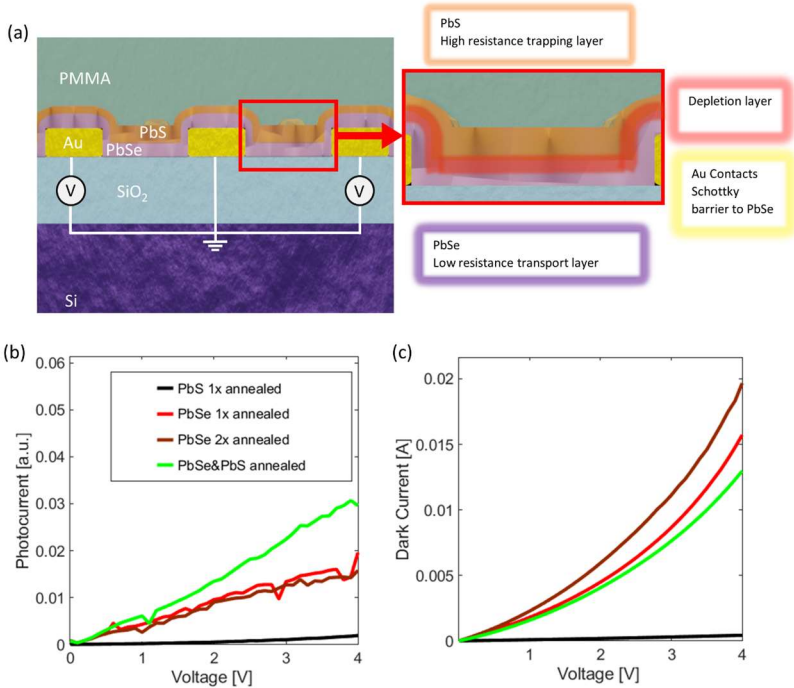 (a)
PMMA
PbS
Au
PbSe
V
V
SiO2
Si
PbS
High resistance trapping layer
Depletion layer
Au Contacts
Schottky
barrier to PbSe
PbSe
Low resistance transport layer
(b)
Photocurrent [a.u.]
0.06
0.05
0.04
0.03
0.02
0.01
0
0
1
2
3
4
Voltage [V]
PbS 1x annealed
PbSe 1x annealed
PbSe 2x annealed
PbSe&PbS annealed
(c)
Dark Current [A]
0.02
0.015
0.01
0.005
0
1
2
3
4
Voltage [V]